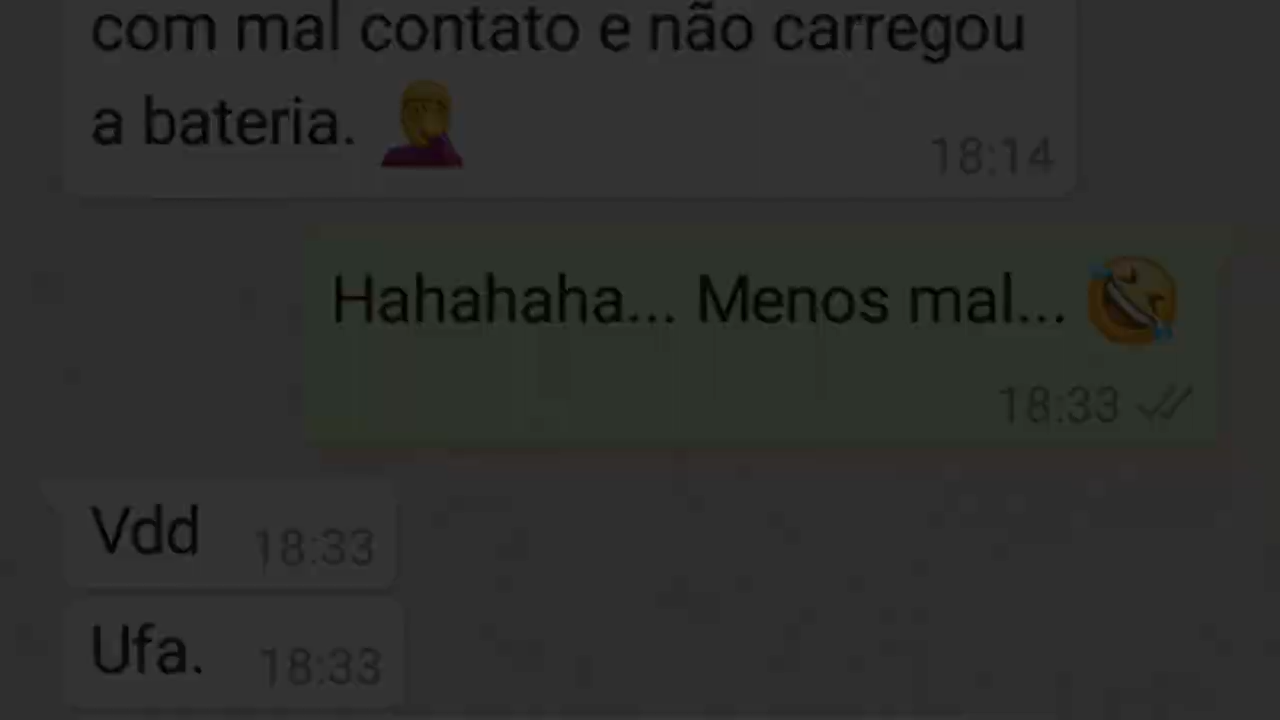 com mal contato e não carregou
a bateria. 🤦
18:14
Hahahaha... Menos mal... 🤣
18:33
Vdd 18:33
Ufa. 18:33